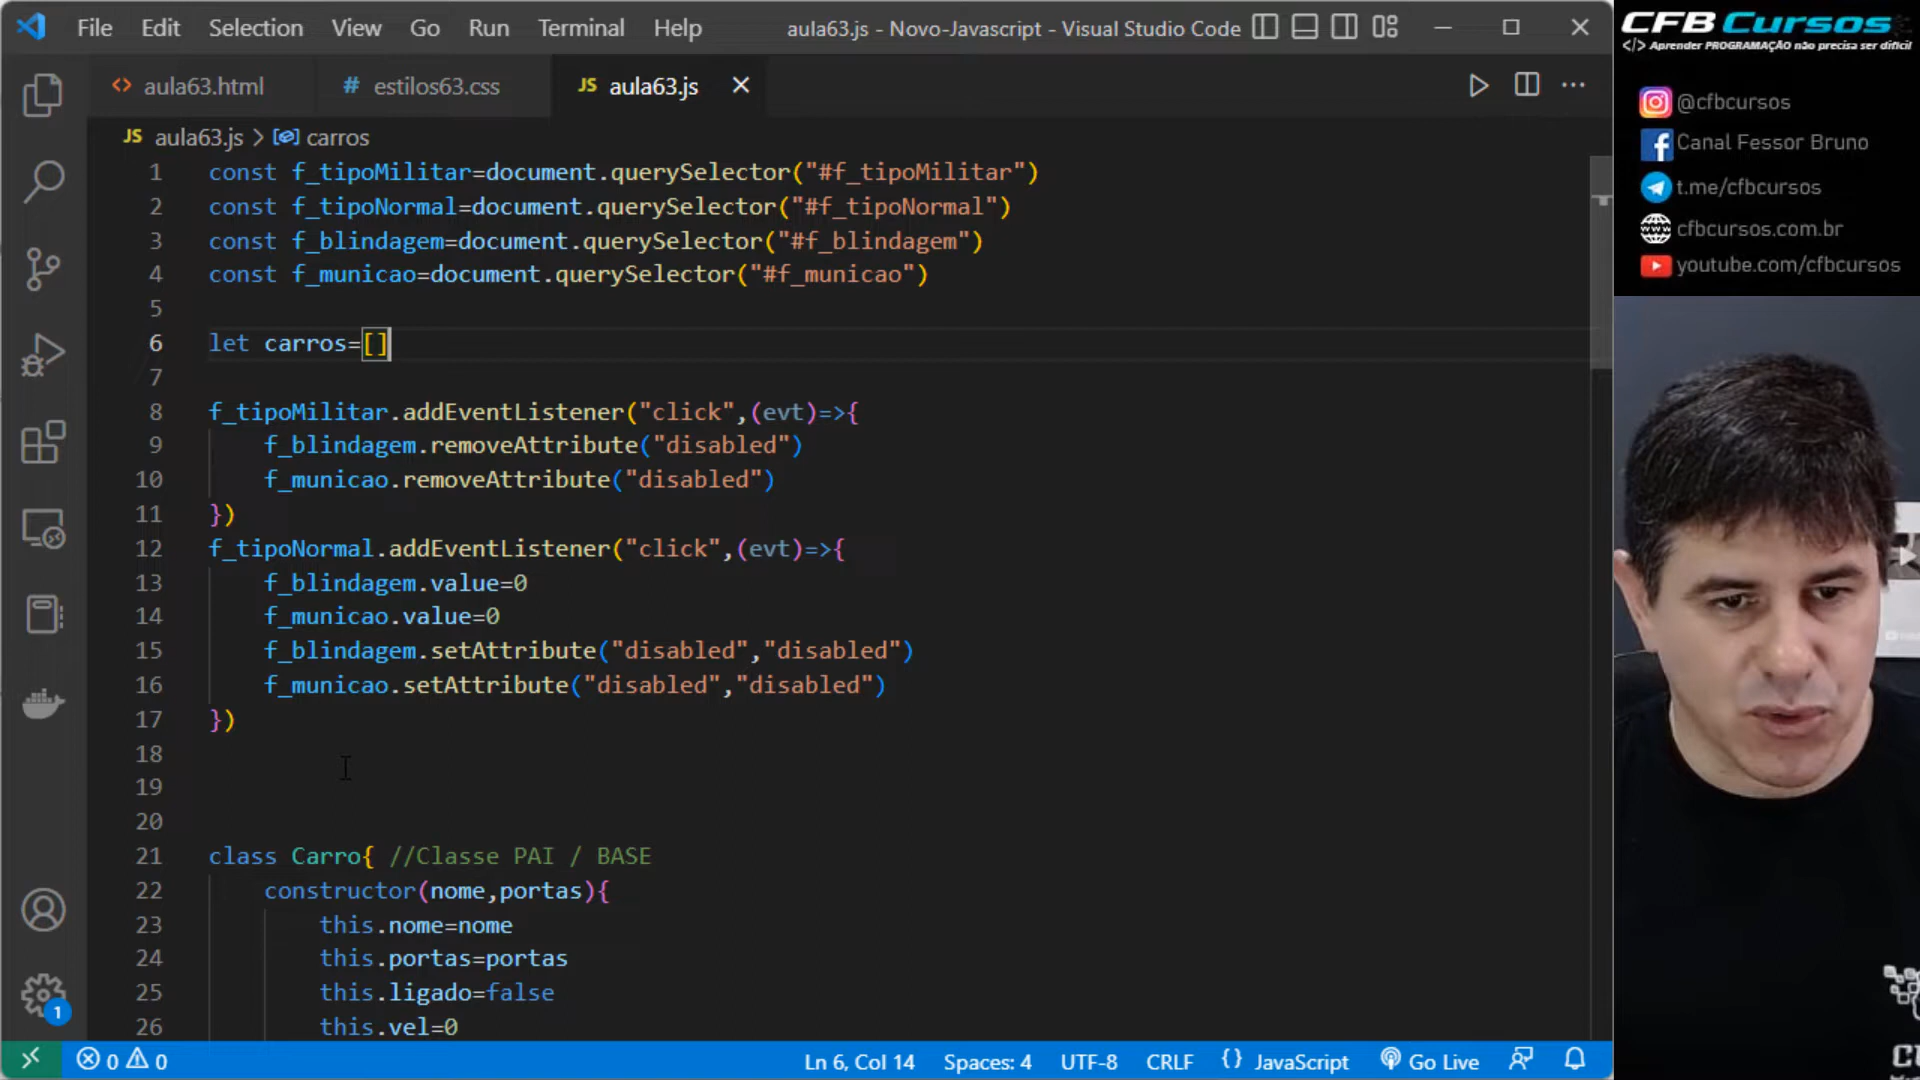 File Edit Selection View Go Run Terminal Help aula63.js - Novo-Javascript - Visual Studio Code
<> aula63.html # estilos63.css JS aula63.js
JS aula63.js > carros
1 const f_tipoMilitar=document.querySelector("#f_tipoMilitar")
2 const f_tipoNormal=document.querySelector("#f_tipoNormal")
3 const f_blindagem=document.querySelector("#f_blindagem")
4 const f_municao=document.querySelector("#f_municao")
5
6 let carros=[]
7
8 f_tipoMilitar.addEventListener("click",(evt)=>{
9 f_blindagem.removeAttribute("disabled")
10 f_municao.removeAttribute("disabled")
11 })
12 f_tipoNormal.addEventListener("click",(evt)=>{
13 f_blindagem.value=0
14 f_municao.value=0
15 f_blindagem.setAttribute("disabled","disabled")
16 f_municao.setAttribute("disabled","disabled")
17 })
18
19
20
21 class Carro{ //Classe PAI / BASE
22 constructor(nome,portas){
23 this.nome=nome
24 this.portas=portas
25 this.ligado=false
26 this.vel=0
1
0 0 Ln 6, Col 14 Spaces: 4 UTF-8 CRLF {} JavaScript Go Live
CFB Cursos
</> Aprender PROGRAMAÇÃO não precisa ser difícil
@cfbcursos
Canal Fessor Bruno
t.me/cfbcursos
cfbcursos.com.br
youtube.com/cfbcursos